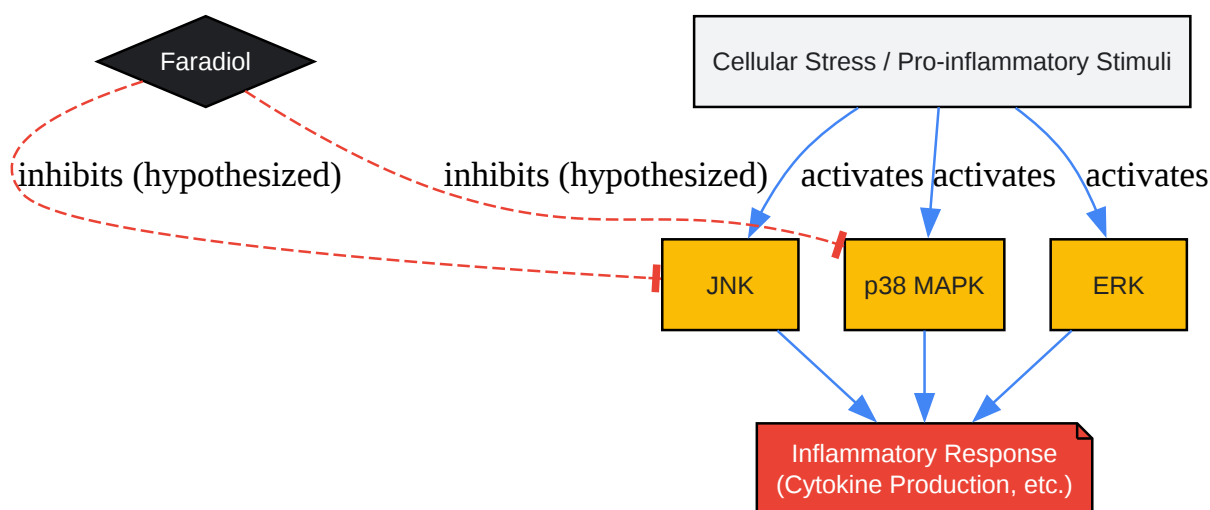 Faradiol
Cellular Stress / Pro-inflammatory Stimuli
inhibits (hypothesized)
inhibits (hypothesized)
activates
activates
activates
JNK
p38 MAPK
ERK
Inflammatory Response
(Cytokine Production, etc.)